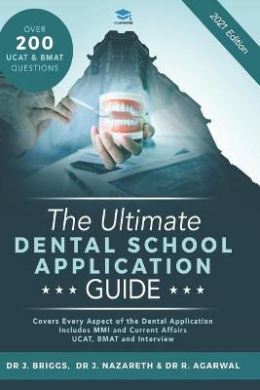 OVER
200
UCAT & BMAT
QUESTIONS
2021 Edition
The Ultimate
DENTAL SCHOOL
APPLICATION
GUIDE
Covers Every Aspect of the Dental Application
Includes MMI and Current Affairs
UCAT, BMAT and Interview
DR J. BRIGGS, DR J. NAZARETH & DR R. AGARWAL